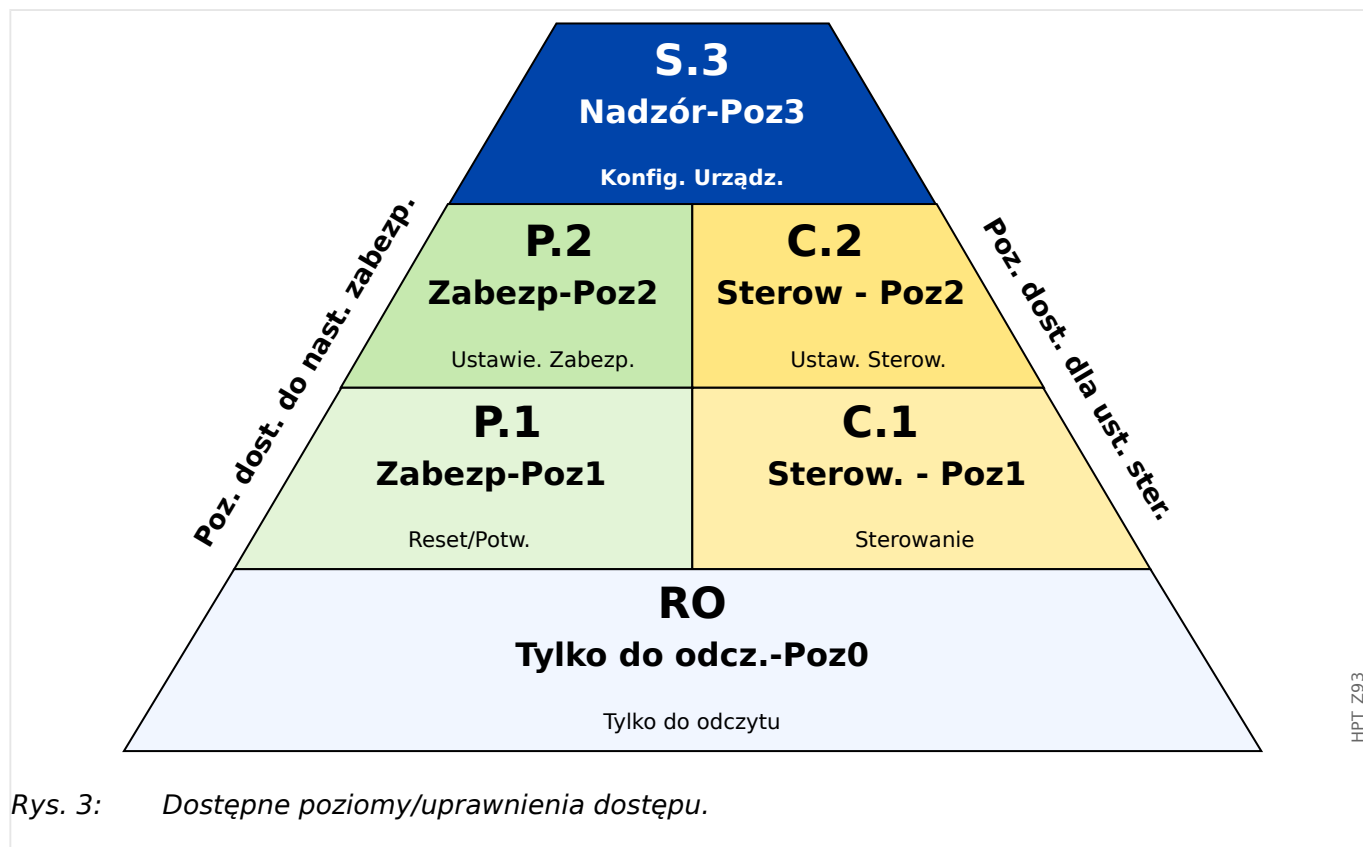 S.3
Nadzór-Poz3
Konfig. Urządz.
Poz. dost. do nast. zabezp.
P.2
Zabezp-Poz2
Ustawie. Zabezp.
C.2
Sterow - Poz2
Ustaw. Sterow.
Poz. dost. dla ust. ster.
P.1
Zabezp-Poz1
Reset/Potw.
C.1
Sterow. - Poz1
Sterowanie
RO
Tylko do odcz.-Poz0
Tylko do odczytu
HPT_Z93
Rys. 3: Dostępne poziomy/uprawnienia dostępu.